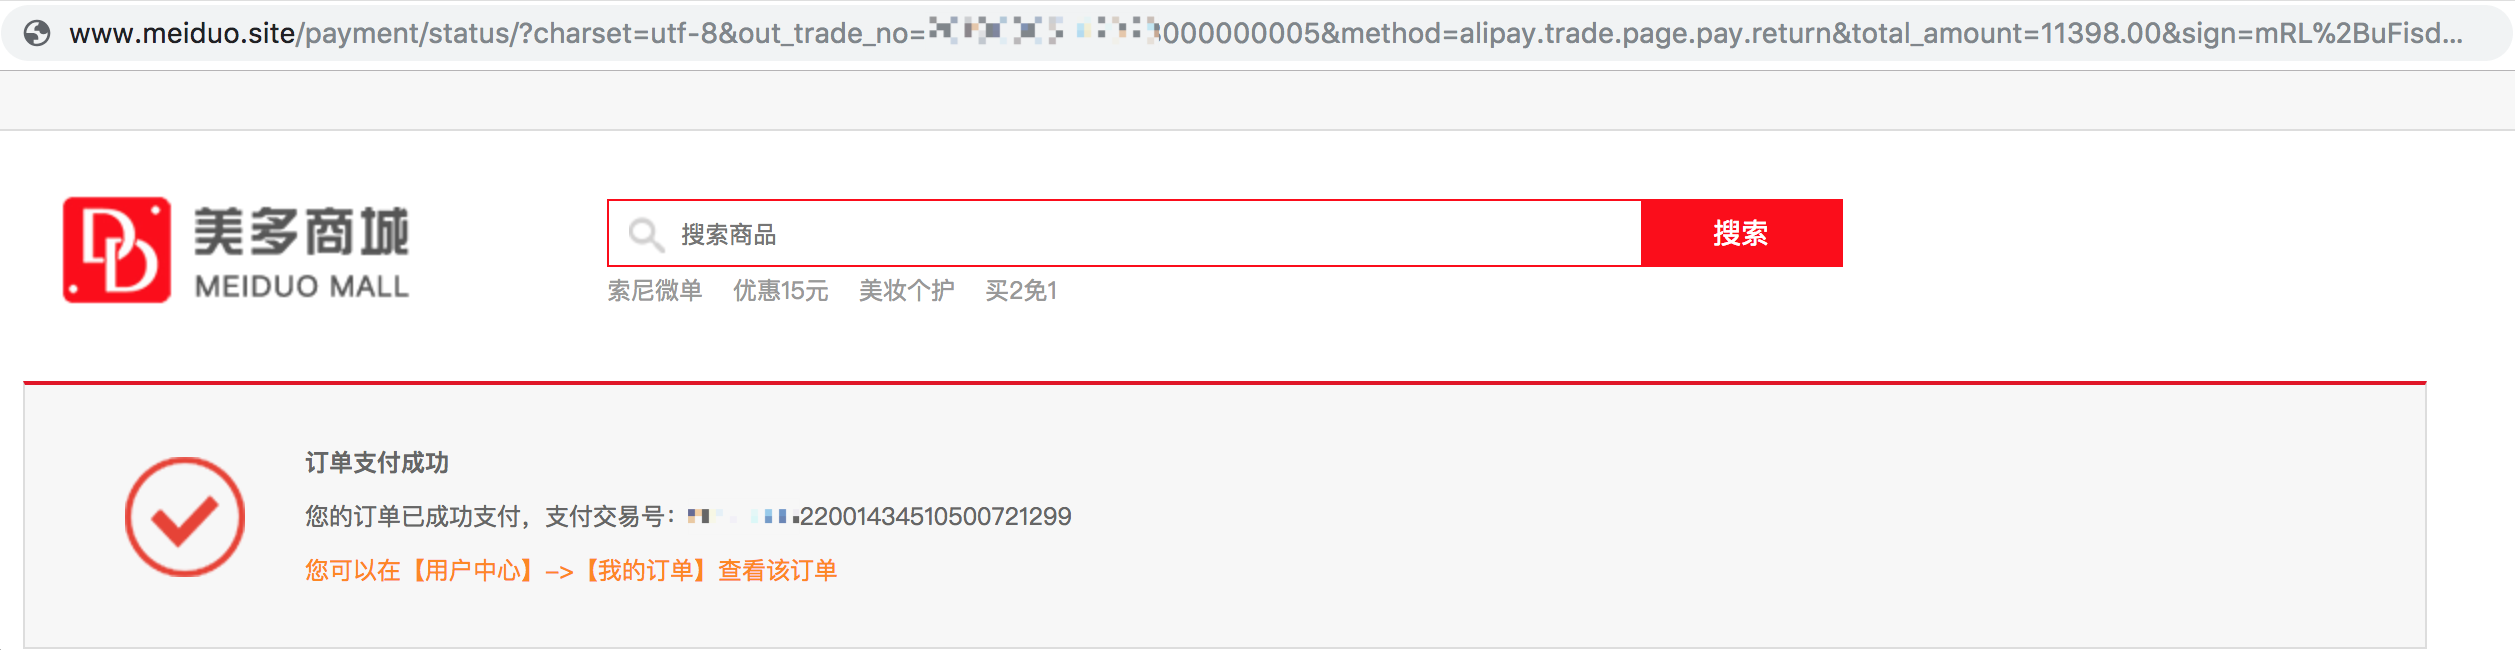 www.meiduo.site/payment/status/?charset=utf-8&out_trade_no=000000005&method=alipay.trade.page.pay.return&total_amount=11398.00&sign=mRL%2BuFisd...
美多商城
MEIDUO MALL
搜索商品
搜索
索尼微单 优惠15元 美妆个护 买2免1
订单支付成功
您的订单已成功支付，支付交易号：22001434510500721299
您可以在【用户中心】->【我的订单】查看该订单